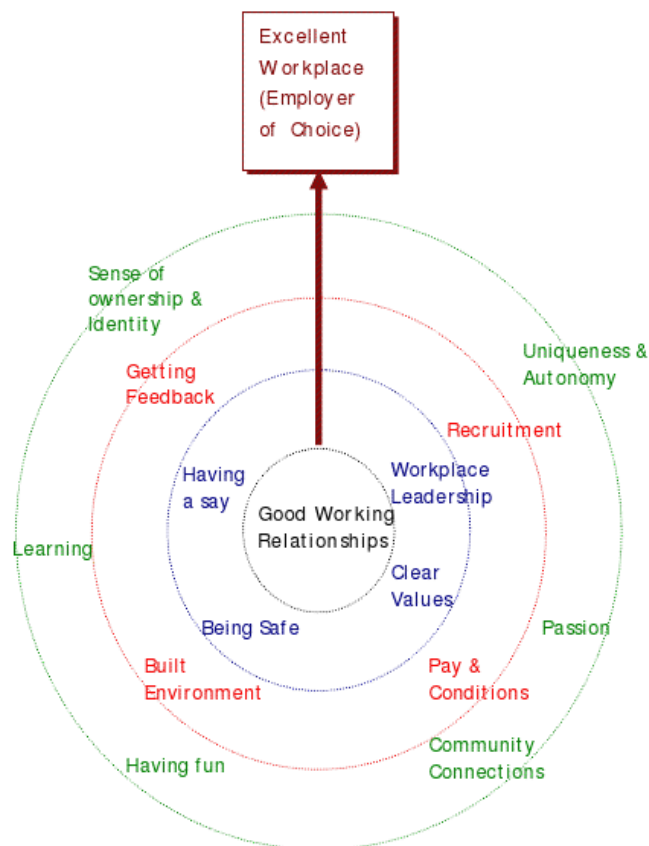 Excellent
Workplace
(Employer
of Choice)
Sense of
ownership &
Identity
Uniqueness &
Autonomy
Getting
Feedback
Recruitment
Having
a say
Workplace
Leadership
Good Working
Relationships
Learning
Clear
Values
Being Safe
Passion
Built
Environment
Pay &
Conditions
Community
Connections
Having fun